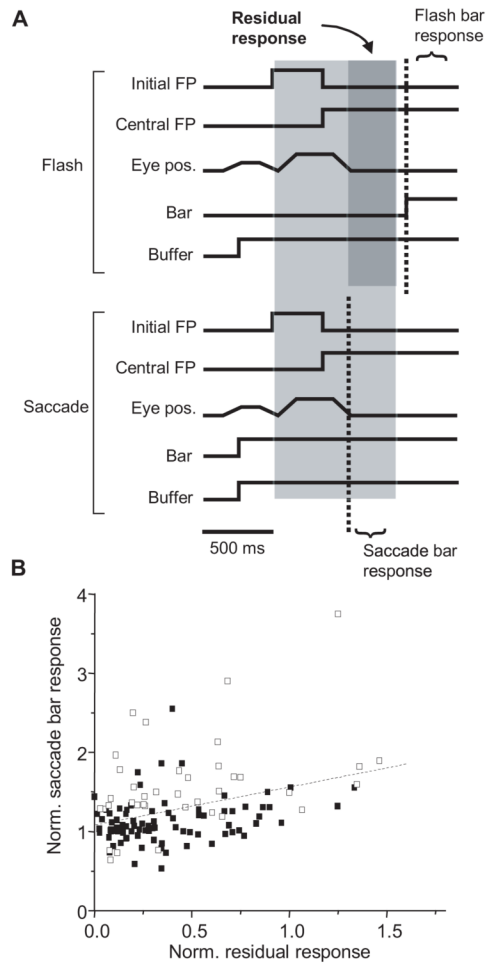 A
Residual
response
Flash bar
response
Flash
Initial FP
Central FP
Eye pos.
Bar
Buffer
Saccade
Initial FP
Central FP
Eye pos.
Bar
Buffer
500 ms
Saccade bar
response
B
Norm. saccade bar response
4
3
2
1
0
0.0
0.5
1.0
1.5
Norm. residual response